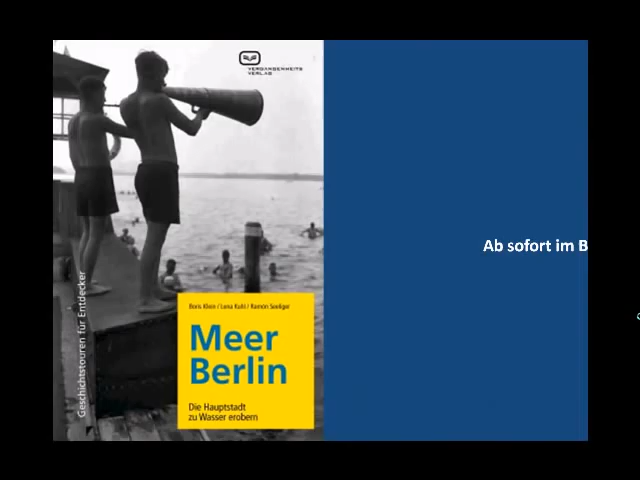 VERGANGENHEITS
VERLAG
Geschichtstouren für Entdecker
Boris Klein / Lena Kuhl / Ramon Seeliger
Meer
Berlin
Die Hauptstadt
zu Wasser erobern
Ab sofort im B